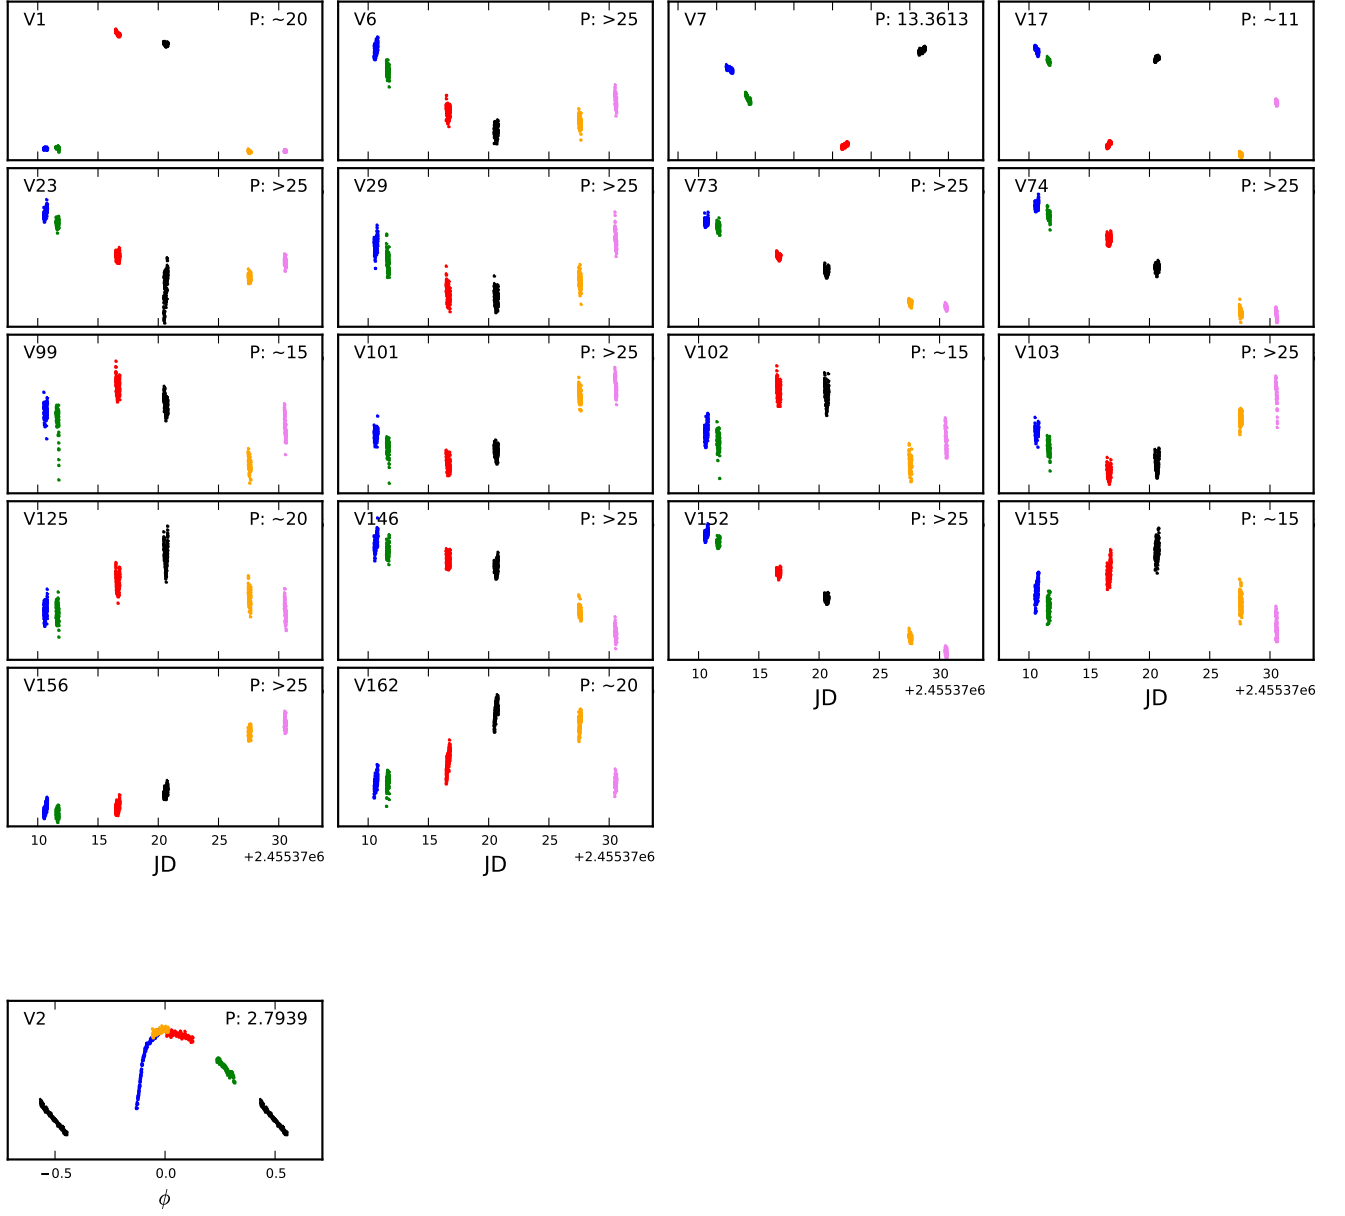 V1 P: ~20
V6 P: >25
V7 P: 13.3613
V17 P: ~11
V23 P: >25
V29 P: >25
V73 P: >25
V74 P: >25
V99 P: ~15
V101 P: >25
V102 P: ~15
V103 P: >25
V125 P: ~20
V146 P: >25
V152 P: >25
V155 P: ~15
10 15 20 25 30
JD +2.45537e6
10 15 20 25 30
JD +2.45537e6
V156 P: >25
V162 P: ~20
10 15 20 25 30
JD +2.45537e6
10 15 20 25 30
JD +2.45537e6
V2 P: 2.7939
−0.5 0.0 0.5
ϕ